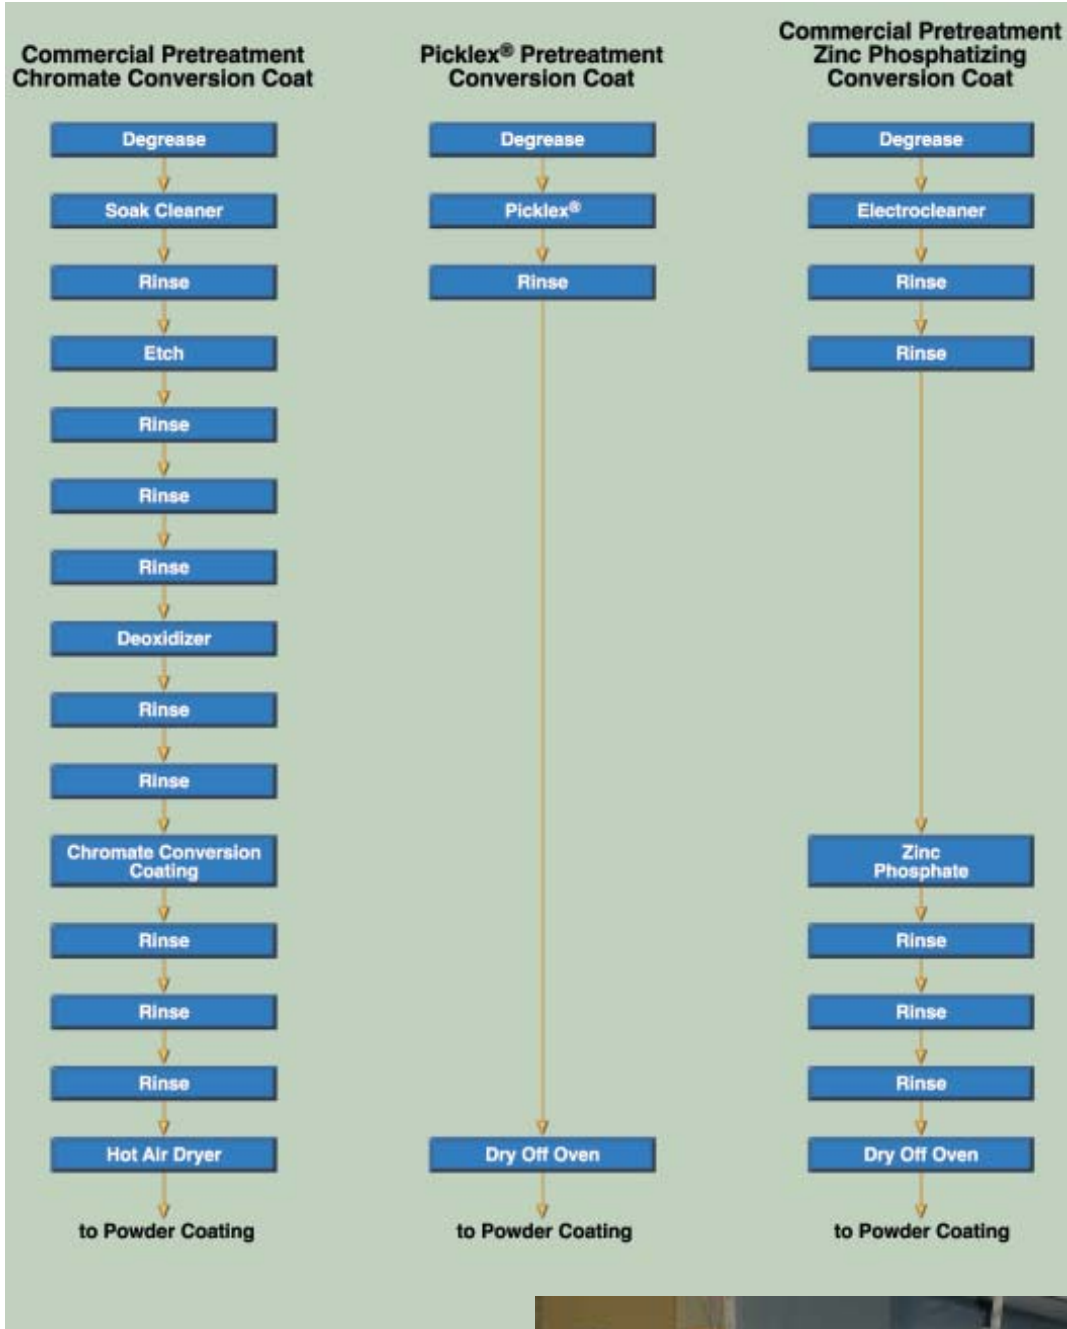 Commercial Pretreatment
Chromate Conversion Coat
Degrease
Soak Cleaner
Rinse
Etch
Rinse
Rinse
Rinse
Deoxidizer
Rinse
Rinse
Chromate Conversion
Coating
Rinse
Rinse
Rinse
Hot Air Dryer
to Powder Coating
Picklex® Pretreatment
Conversion Coat
Degrease
Picklex®
Rinse
Dry Off Oven
to Powder Coating
Commercial Pretreatment
Zinc Phosphatizing
Conversion Coat
Degrease
Electrocleaner
Rinse
Rinse
Zinc
Phosphate
Rinse
Rinse
Rinse
Dry Off Oven
to Powder Coating